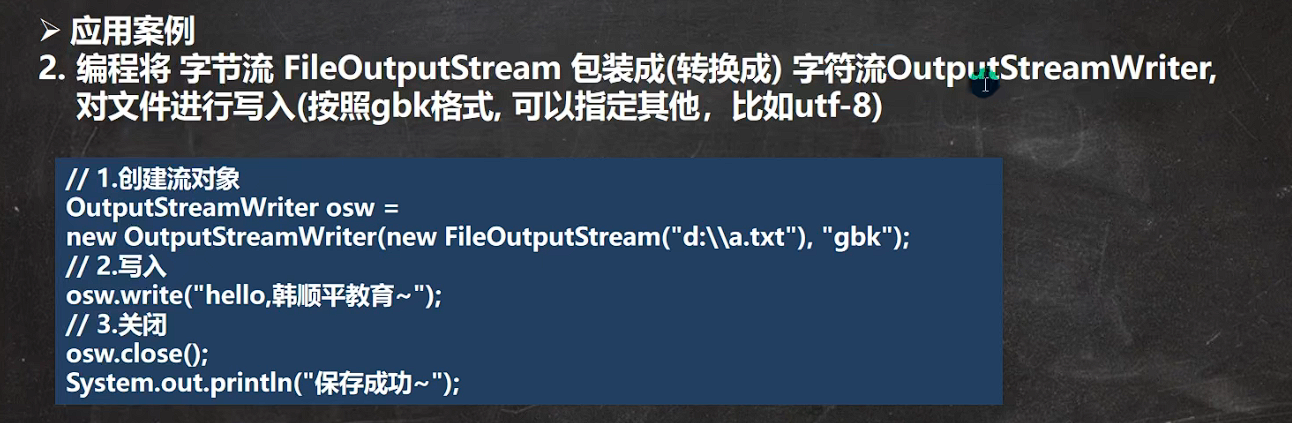 ➢ 应用案例
2. 编程将 字节流 FileOutputStream 包装成(转换成) 字符流OutputStreamWriter,
对文件进行写入(按照gbk格式, 可以指定其他，比如utf-8)
// 1.创建流对象
OutputStreamWriter osw =
new OutputStreamWriter(new FileOutputStream("d:\\a.txt"), "gbk");
// 2.写入
osw.write("hello,韩顺平教育~");
// 3.关闭
osw.close();
System.out.println("保存成功~");